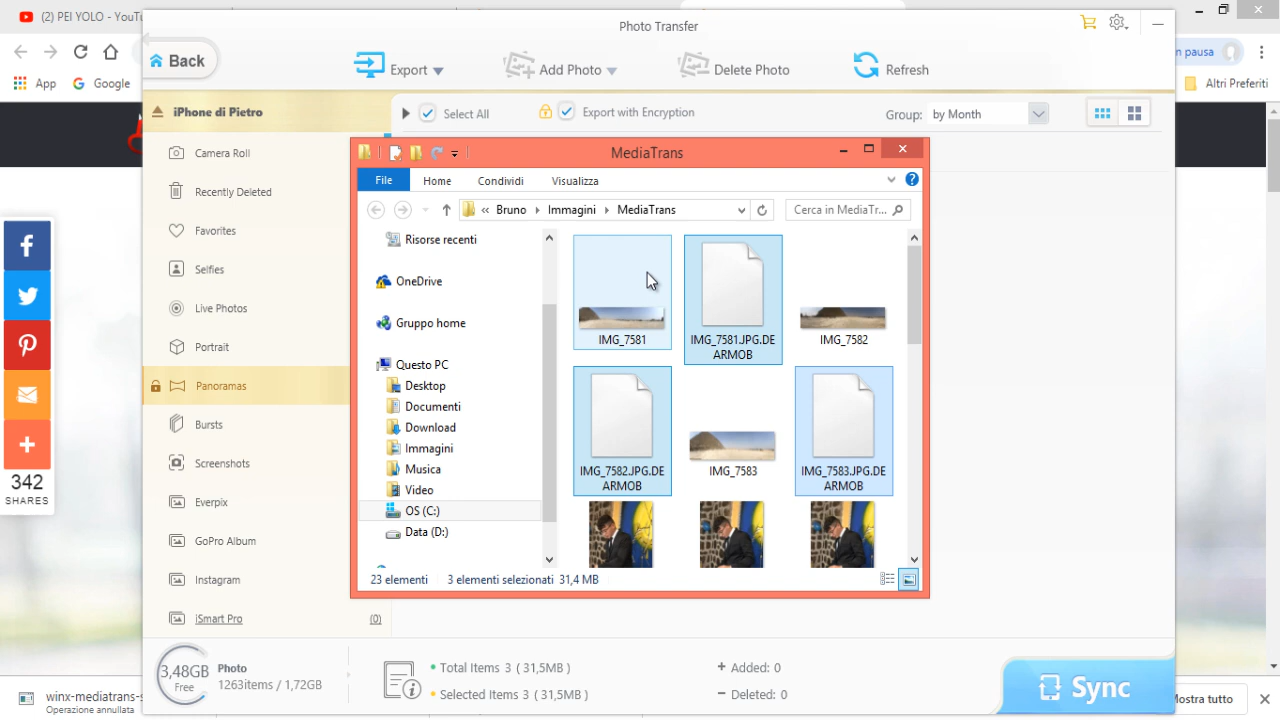 (2) PEI YOLO - YouTu
Photo Transfer
Back
Export
Add Photo
Delete Photo
Refresh
n pausa
App
Google
Altri Preferiti
iPhone di Pietro
Select All
Export with Encryption
Group: by Month
Camera Roll
Recently Deleted
Favorites
Selfies
Live Photos
Portrait
Panoramas
Bursts
Screenshots
Everpix
GoPro Album
Instagram
iSmart Pro (0)
MediaTrans
File Home Condividi Visualizza
« Bruno Immagini MediaTrans
Cerca in MediaTr...
Risorse recenti
OneDrive
Gruppo home
Questo PC
Desktop
Documenti
Download
Immagini
Musica
Video
OS (C:)
Data (D:)
IMG_7581
IMG_7581.JPG.DE
ARMOB
IMG_7582
IMG_7582.JPG.DE
ARMOB
IMG_7583
IMG_7583.JPG.DE
ARMOB
23 elementi 3 elementi selezionati 31,4 MB
342
SHARES
3,48GB
Free
Photo
1263items / 1,72GB
Total Items 3 ( 31,5MB )
Selected Items 3 ( 31,5MB )
+ Added: 0
− Deleted: 0
Sync
winx-mediatrans-s
Operazione annullata
Mostra tutto